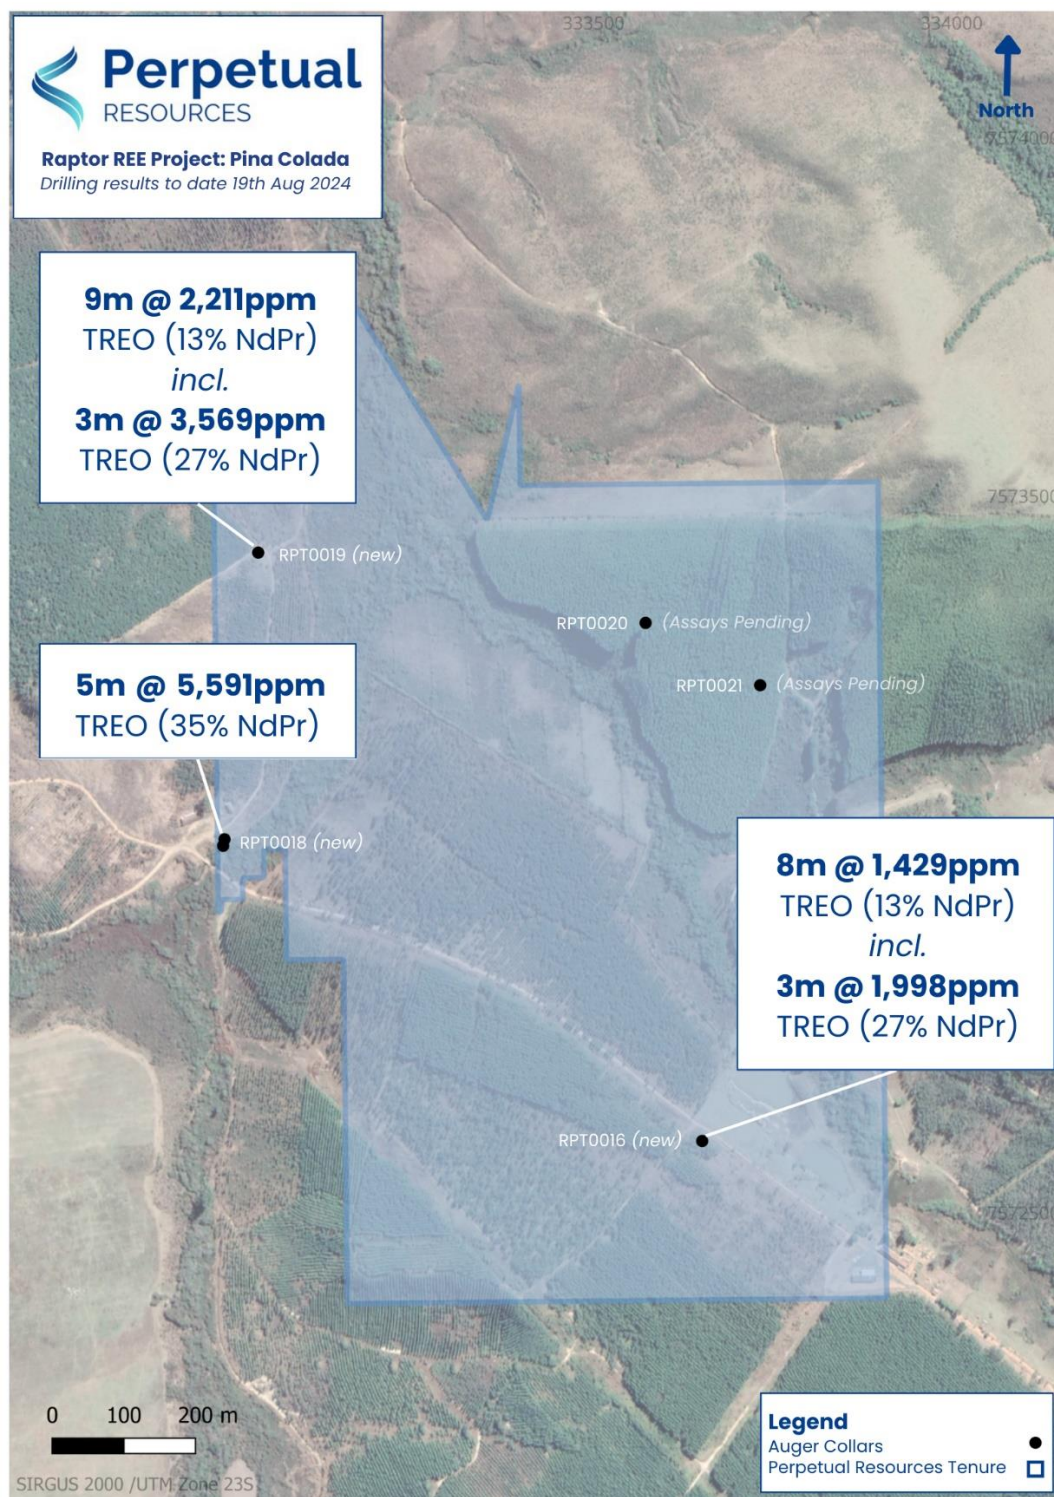 333500
334000
Perpetual
RESOURCES
Raptor REE Project: Pina Colada
Drilling results to date 19th Aug 2024
North
7574000
9m @ 2,211ppm
TREO (13% NdPr)
incl.
3m @ 3,569ppm
TREO (27% NdPr)
7573500
RPT0019 (new)
RPT0020 (Assays Pending)
RPT0021 (Assays Pending)
5m @ 5,591ppm
TREO (35% NdPr)
RPT0018 (new)
8m @ 1,429ppm
TREO (13% NdPr)
incl.
3m @ 1,998ppm
TREO (27% NdPr)
RPT0016 (new)
7572500
0 100 200 m
SIRGUS 2000 /UTM Zone 23S
Legend
Auger Collars
Perpetual Resources Tenure